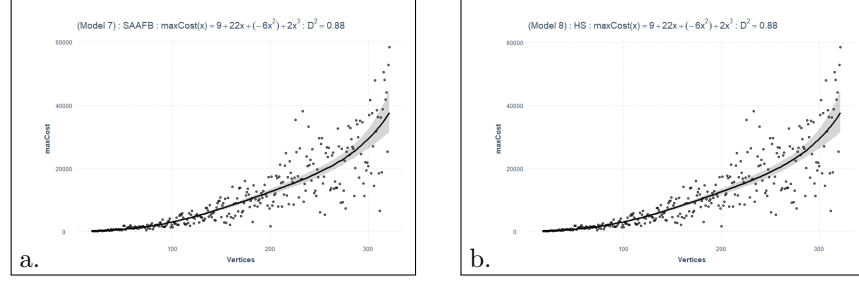 (Model 7) : SAAFB : maxCost(x) = 9 + 22x + (−6x²) + 2x³ : D² = 0.88
60000
40000
20000
0
maxCost
100
200
300
Vertices
a.
(Model 8) : HS : maxCost(x) = 9 + 22x + (−6x²) + 2x³ : D² = 0.88
60000
40000
20000
0
maxCost
100
200
300
Vertices
b.